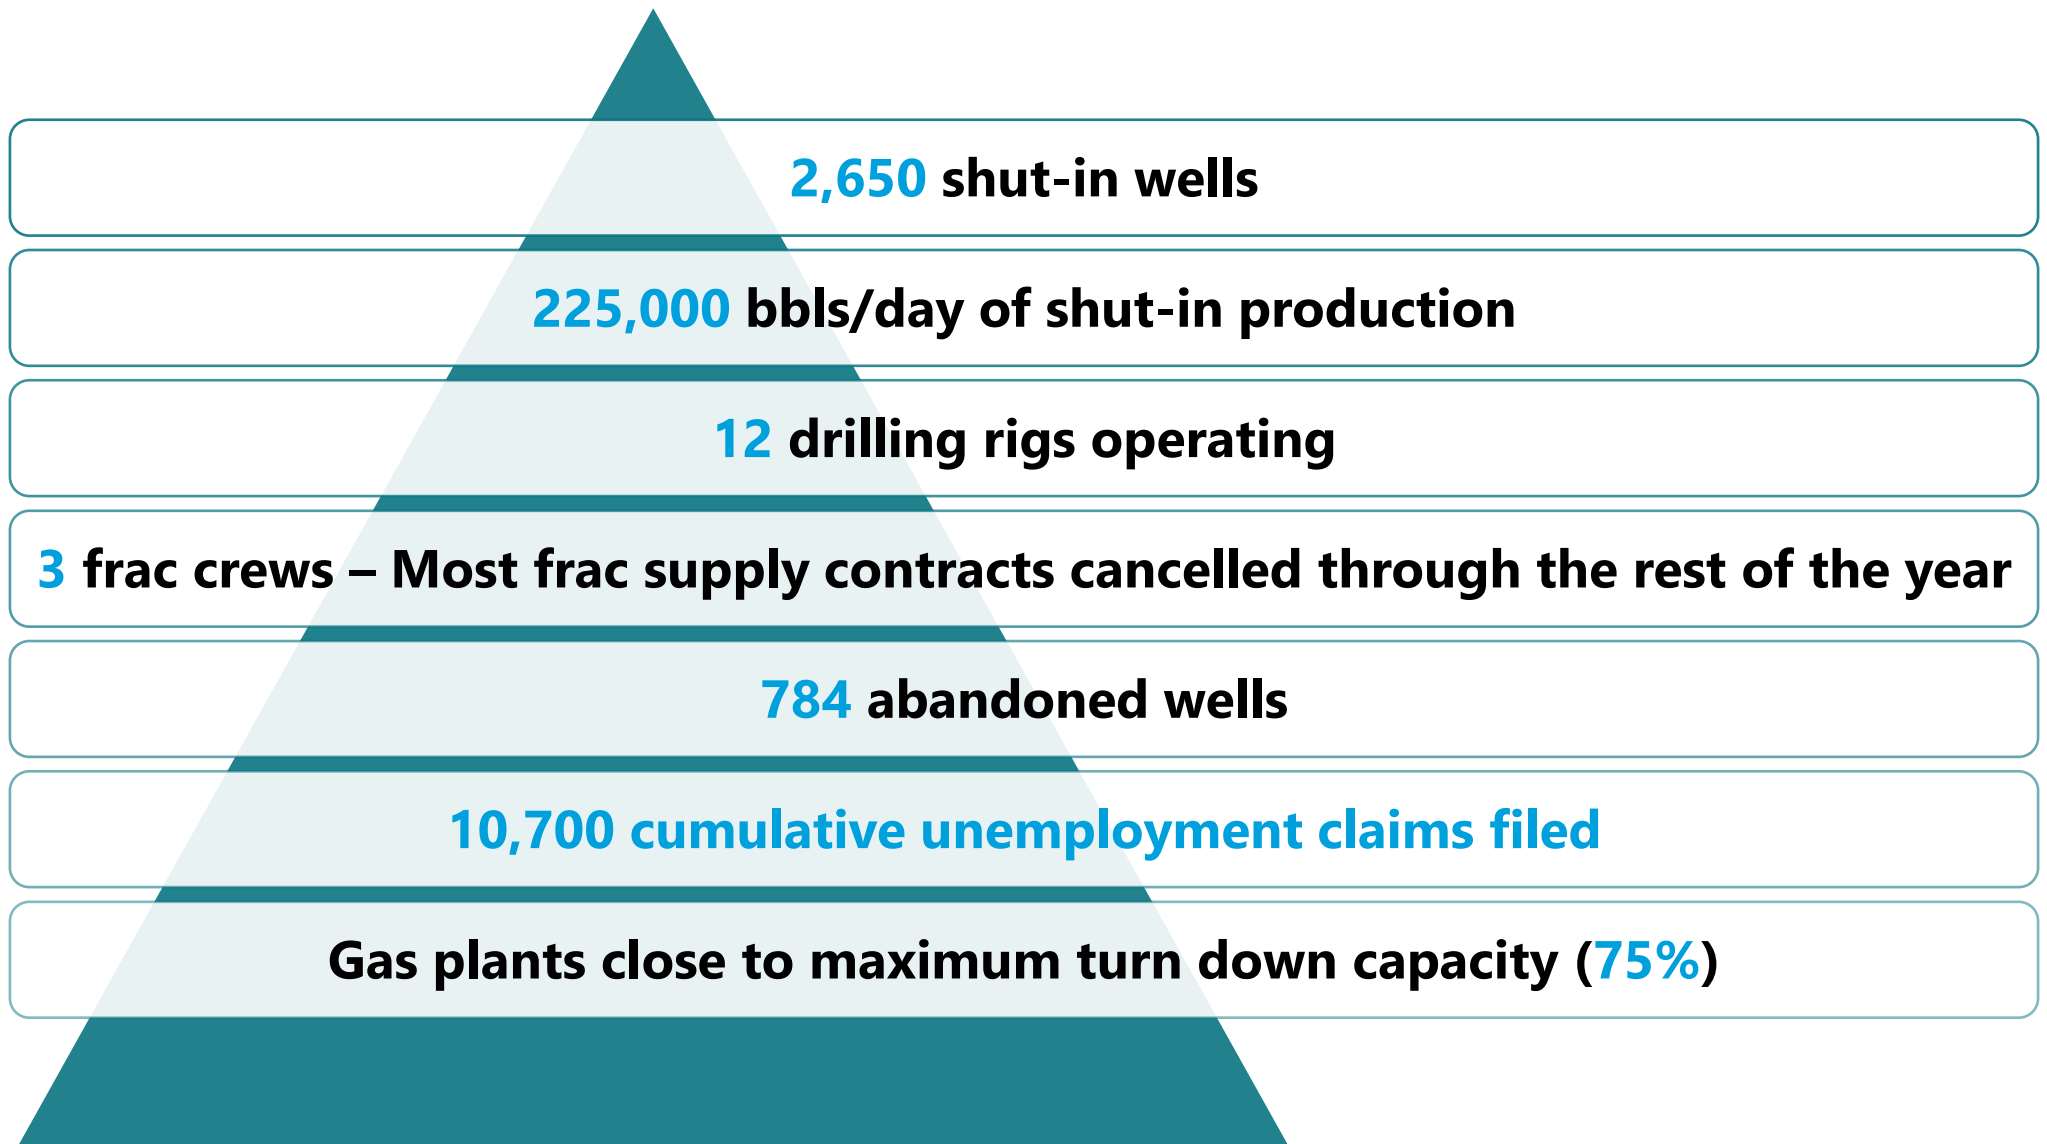 2,650 shut-in wells
225,000 bbls/day of shut-in production
12 drilling rigs operating
3 frac crews – Most frac supply contracts cancelled through the rest of the year
784 abandoned wells
10,700 cumulative unemployment claims filed
Gas plants close to maximum turn down capacity (75%)